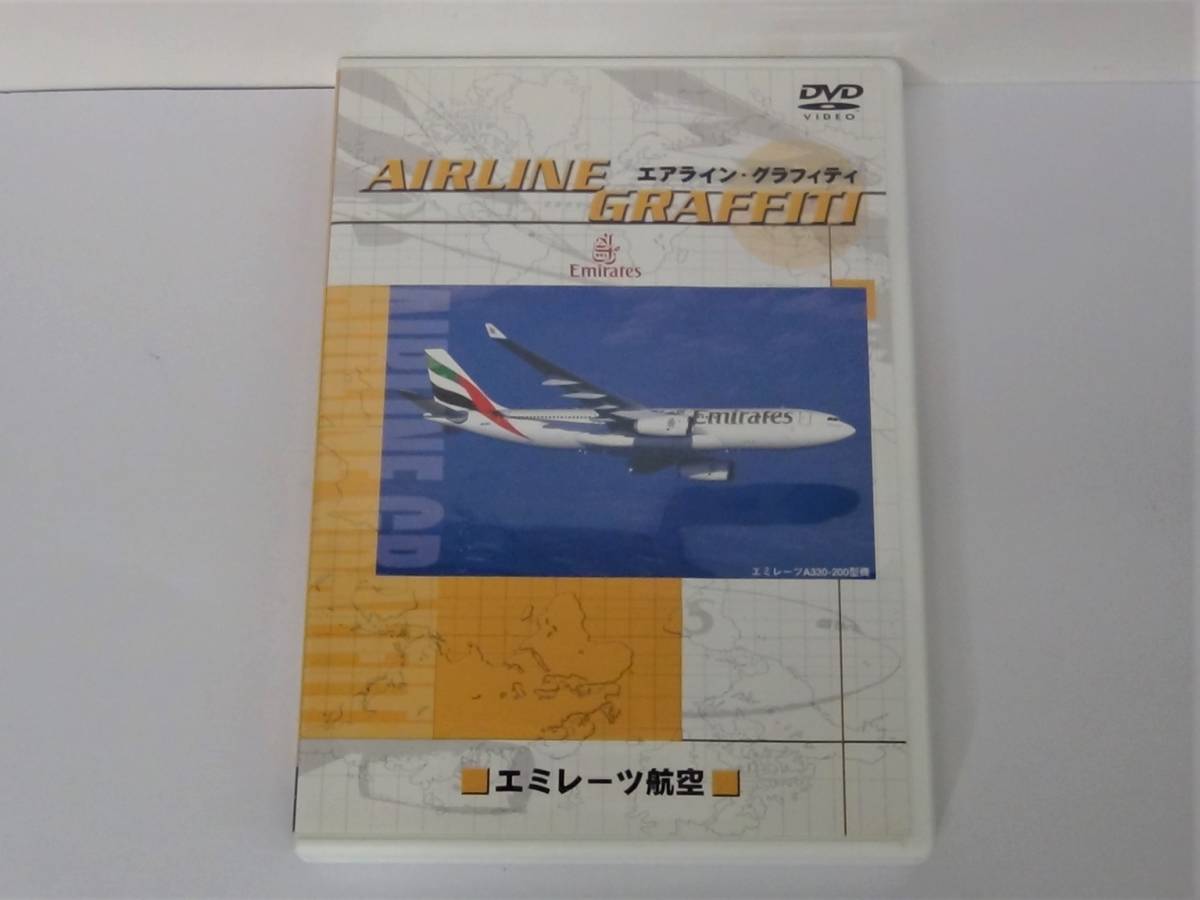 DVD
VIDEO
AIRLINE
エアライン・グラフィティ
GRAFFITI
Emirates
AIRLINE GR
Emirates
エミレーツA330-200型機
エミレーツ航空